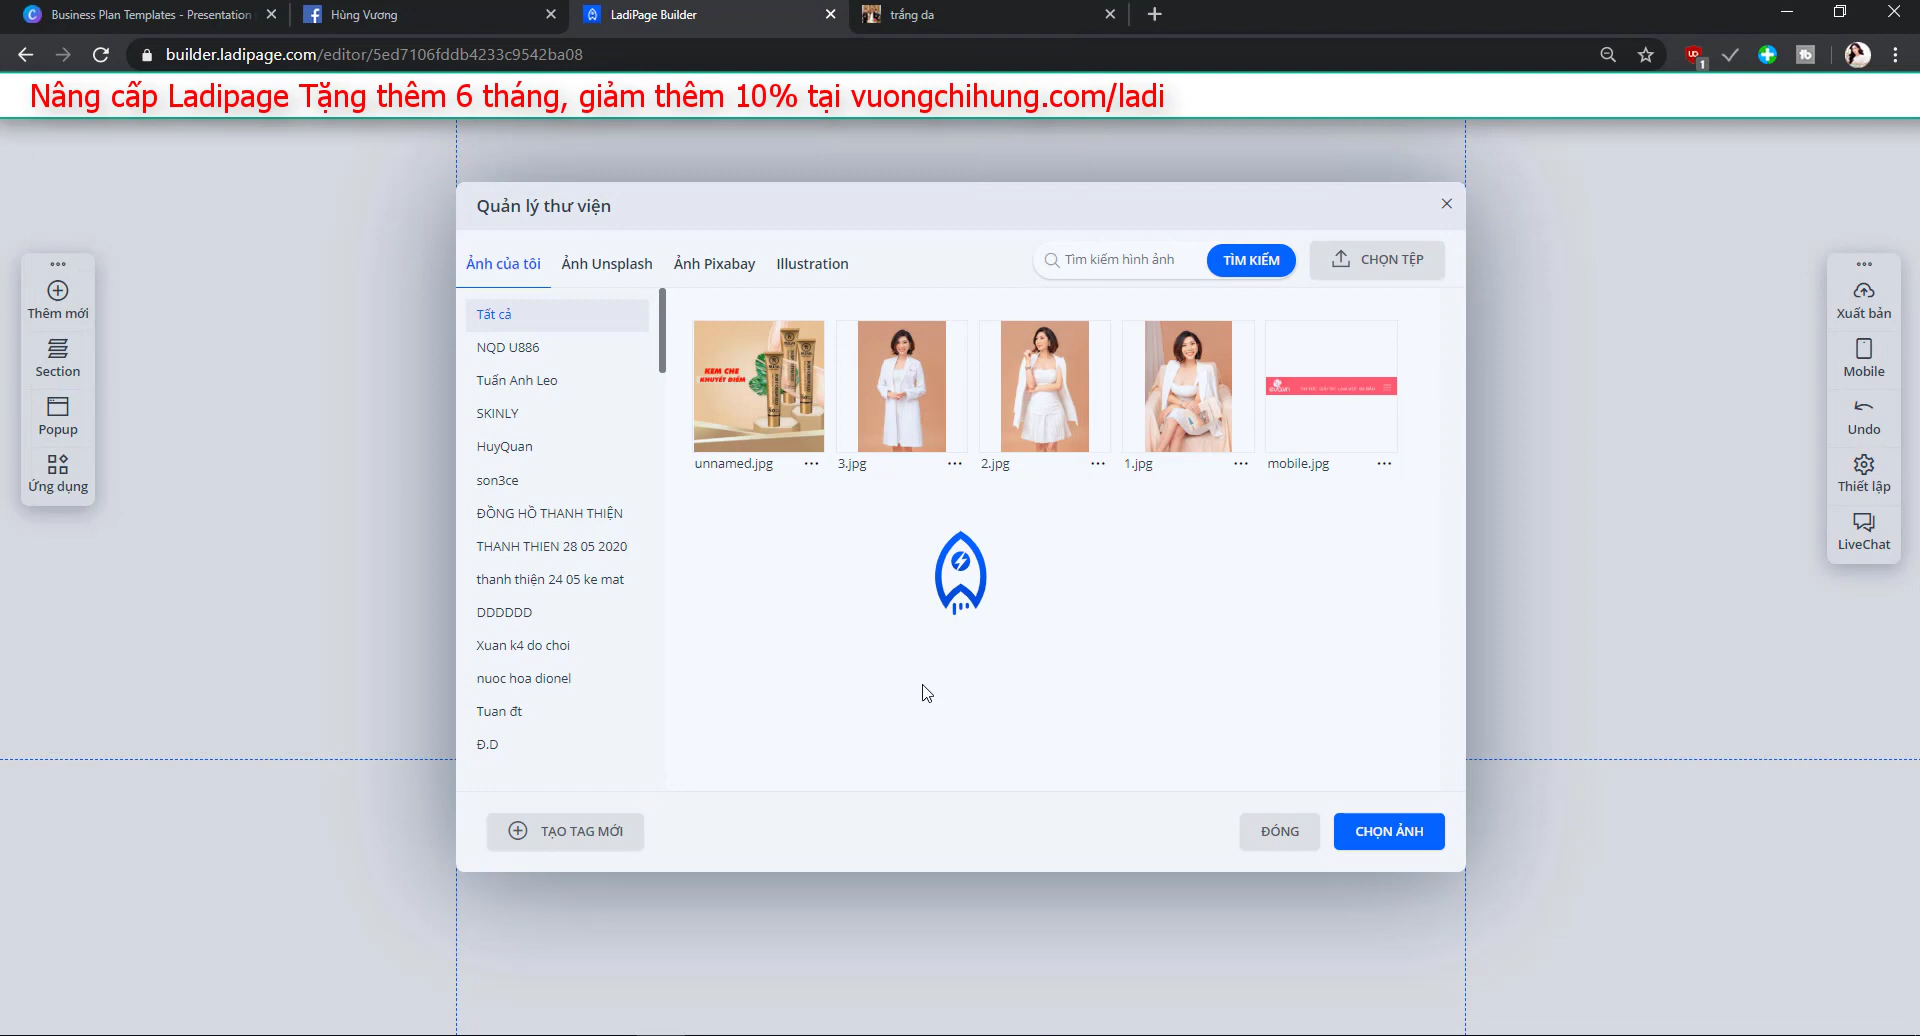 Business Plan Templates - Presentation
Hùng Vương
LadiPage Builder
trắng da
builder.ladipage.com/editor/5ed7106fddb4233c9542ba08
Nâng cấp Ladipage Tặng thêm 6 tháng, giảm thêm 10% tại vuongchihung.com/ladi
Quản lý thư viện
Ảnh của tôi
Ảnh Unsplash
Ảnh Pixabay
Illustration
Tìm kiếm hình ảnh
TÌM KIẾM
CHỌN TỆP
Thêm mới
Section
Popup
Ứng dụng
Tất cả
NQD U886
Tuấn Anh Leo
SKINLY
HuyQuan
son3ce
ĐỒNG HỒ THANH THIỆN
THANH THIEN 28 05 2020
thanh thiện 24 05 ke mat
DDDDDD
Xuan k4 do choi
nuoc hoa dionel
Tuan đt
Đ.D
KEM CHE
KHUYẾT ĐIỂM
unnamed.jpg
3.jpg
2.jpg
1.jpg
mobile.jpg
Xuất bản
Mobile
Undo
Thiết lập
LiveChat
TẠO TAG MỚI
ĐÓNG
CHỌN ẢNH